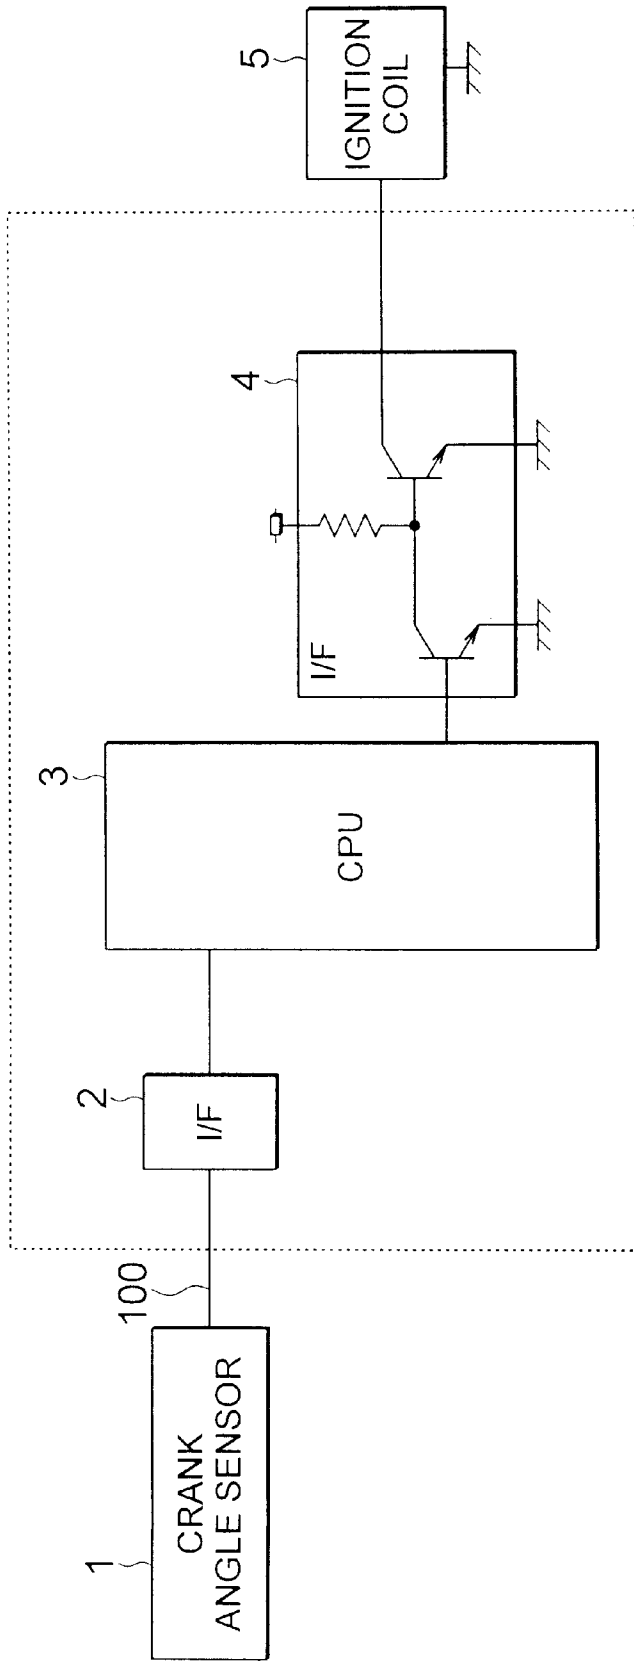 1
CRANK
ANGLE SENSOR
100
2
I/F
3
CPU
4
I/F
5
IGNITION
COIL